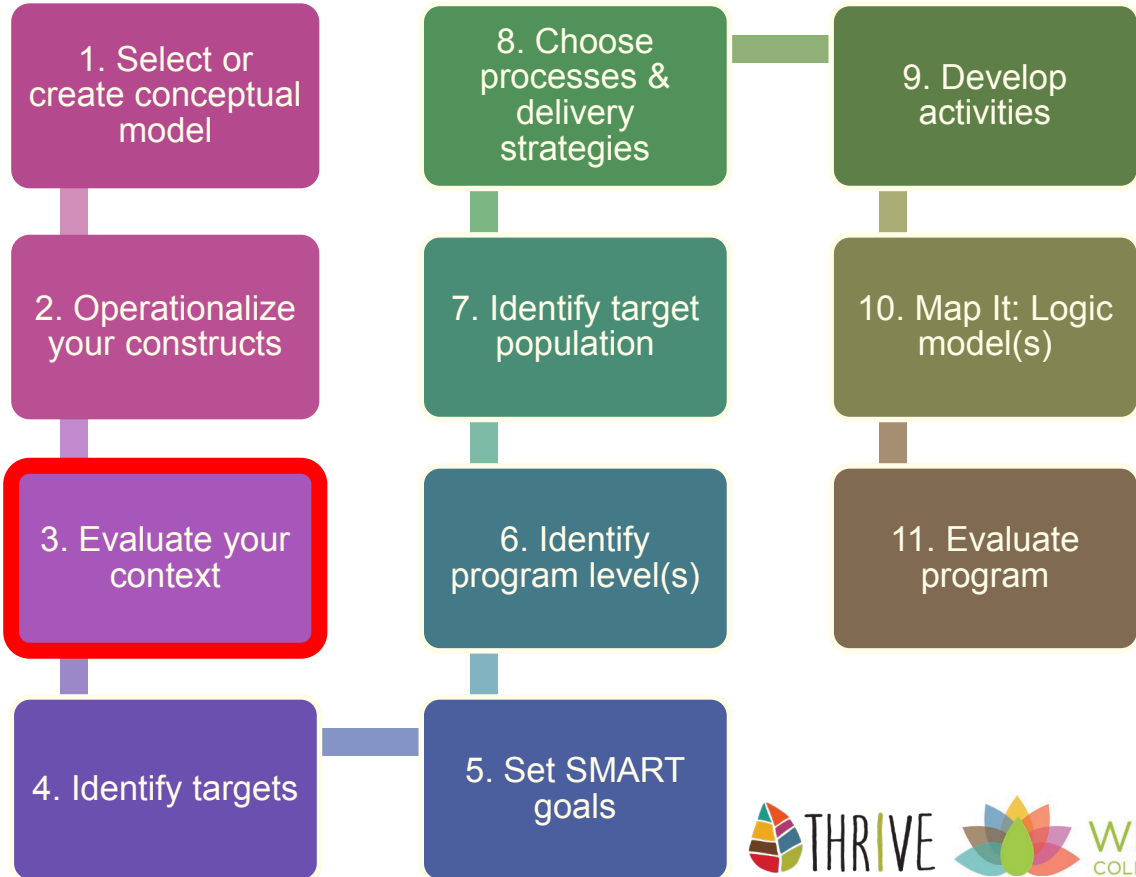 1. Select or
create conceptual
model
2. Operationalize
your constructs
3. Evaluate your
context
4. Identify targets
5. Set SMART
goals
6. Identify
program level(s)
7. Identify target
population
8. Choose
processes &
delivery
strategies
9. Develop
activities
10. Map It: Logic
model(s)
11. Evaluate
program
THRIVE